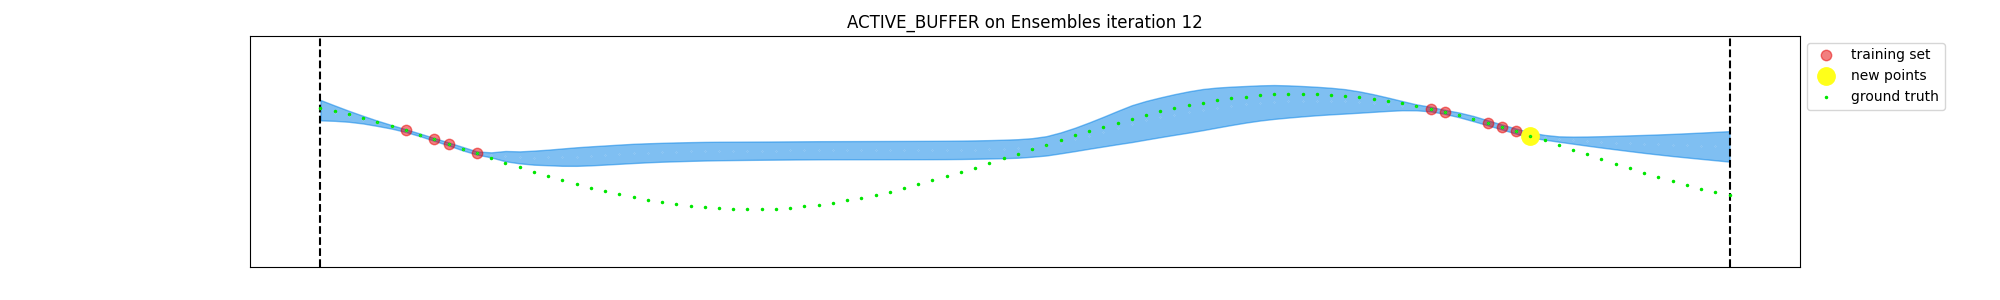 ACTIVE_BUFFER on Ensembles iteration 12
training set
new points
ground truth